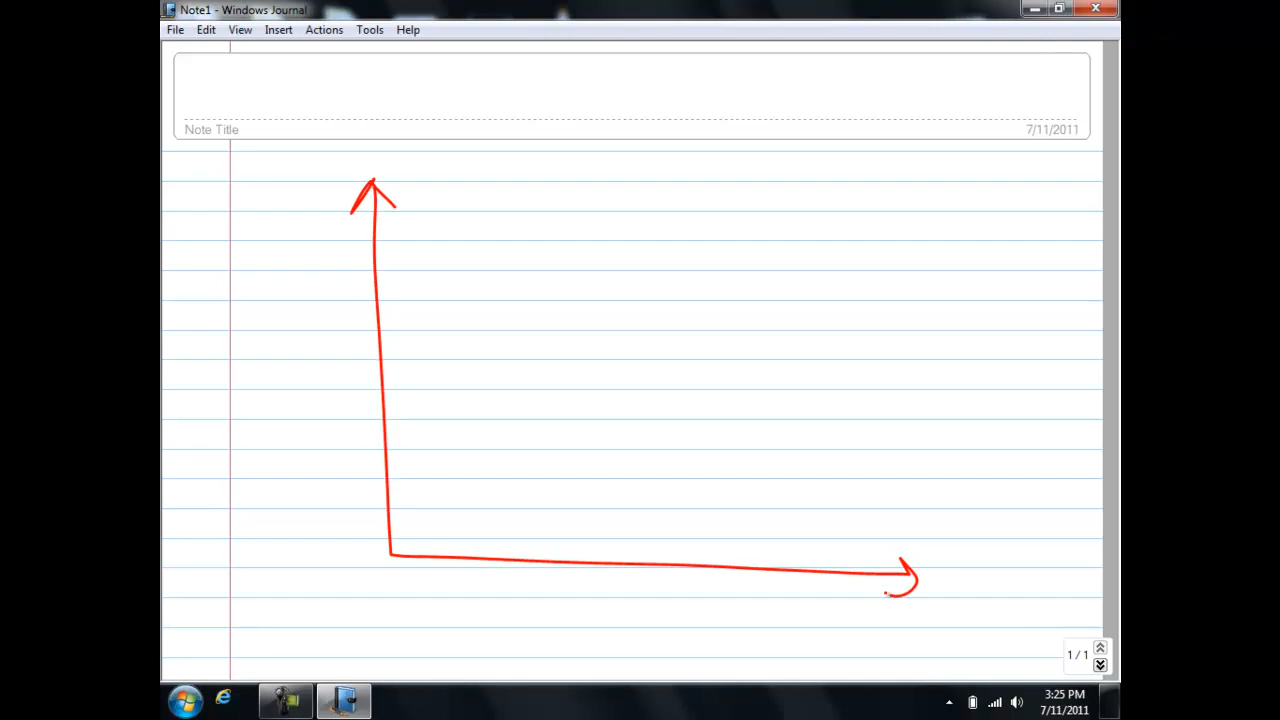 Note1 - Windows Journal
File Edit View Insert Actions Tools Help
Note Title
7/11/2011
1 / 1
3:25 PM
7/11/2011